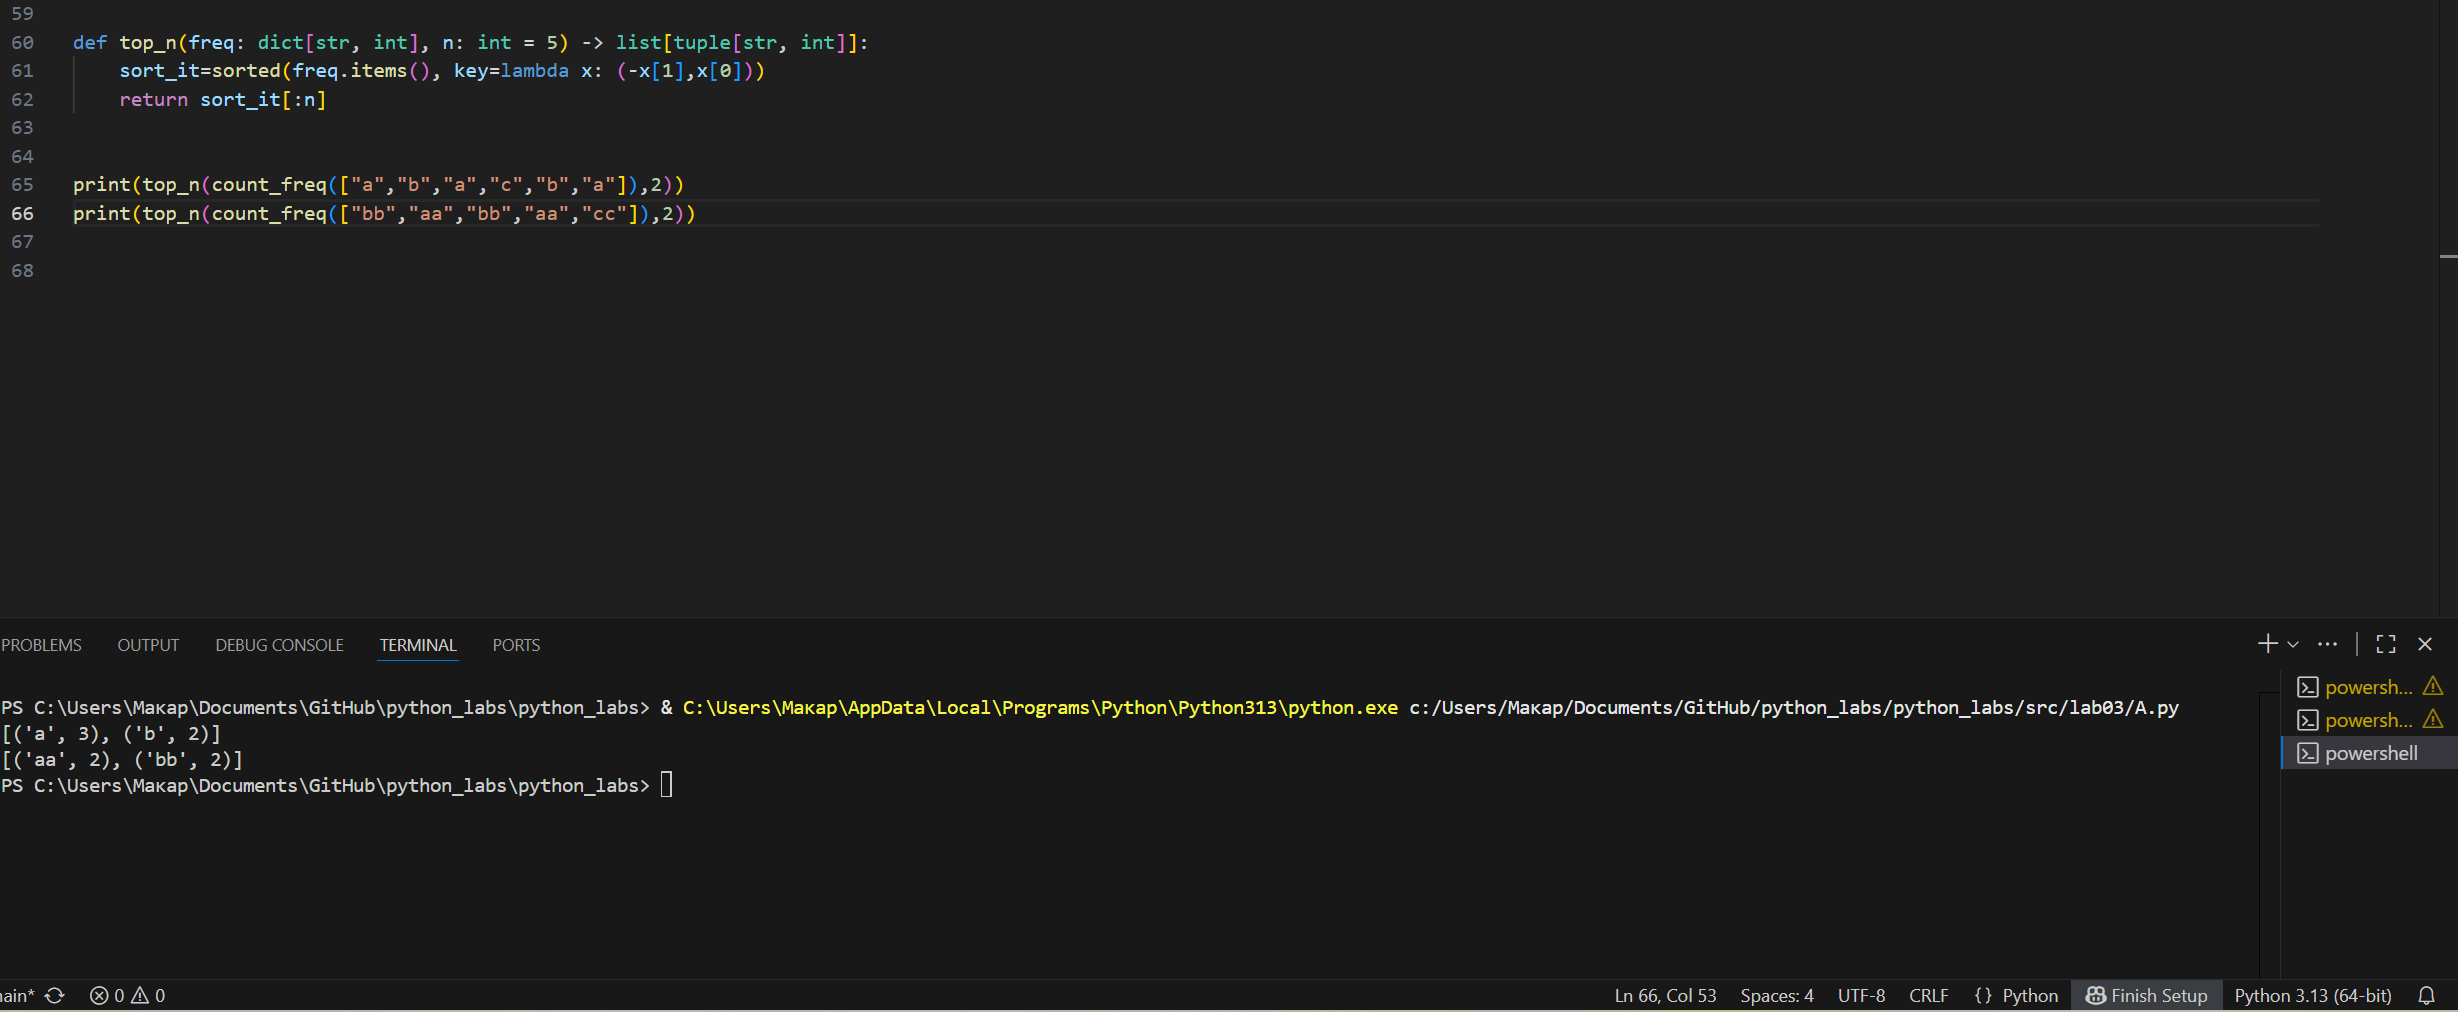 59
60 def top_n(freq: dict[str, int], n: int = 5) -> list[tuple[str, int]]:
61 sort_it=sorted(freq.items(), key=lambda x: (-x[1],x[0]))
62 return sort_it[:n]
63
64
65 print(top_n(count_freq(["a","b","a","c","b","a"]),2))
66 print(top_n(count_freq(["bb","aa","bb","aa","cc"]),2))
67
68
PROBLEMS OUTPUT DEBUG CONSOLE TERMINAL PORTS
PS C:\Users\Макар\Documents\GitHub\python_labs\python_labs> & C:\Users\Макар\AppData\Local\Programs\Python\Python313\python.exe c:/Users/Макар/Documents/GitHub/python_labs/python_labs/src/lab03/A.py
[('a', 3), ('b', 2)]
[('aa', 2), ('bb', 2)]
PS C:\Users\Макар\Documents\GitHub\python_labs\python_labs>
powersh...
powersh...
powershell
ain* 0 0 Ln 66, Col 53 Spaces: 4 UTF-8 CRLF {} Python Finish Setup Python 3.13 (64-bit)